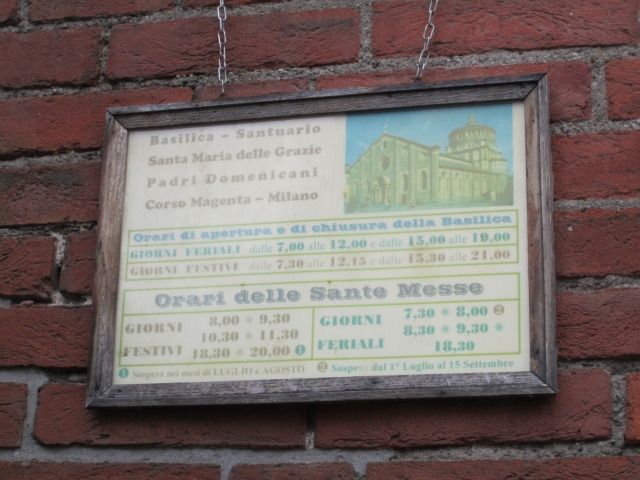 Basilica - Santuario
Santa Maria delle Grazie
Padri Domenicani
Corso Magenta - Milano
Orari di apertura e di chiusura della Basilica
GIORNI FERIALI dalle 7,00 alle 12,00 e dalle 15,00 alle 19,00
GIORNI FESTIVI dalle 7,30 alle 12,15 e dalle 15,30 alle 21,00
Orari delle Sante Messe
GIORNI FESTIVI
8,00 * 9,30
10,30 * 11,30
18,30 * 20,00 ❶
GIORNI FERIALI
7,30 * 8,00 ❷
8,30 * 9,30 *
18,30
❶ Sospesa nei mesi di LUGLIO e AGOSTO
❷ Sospesa dal 1° Luglio al 15 Settembre